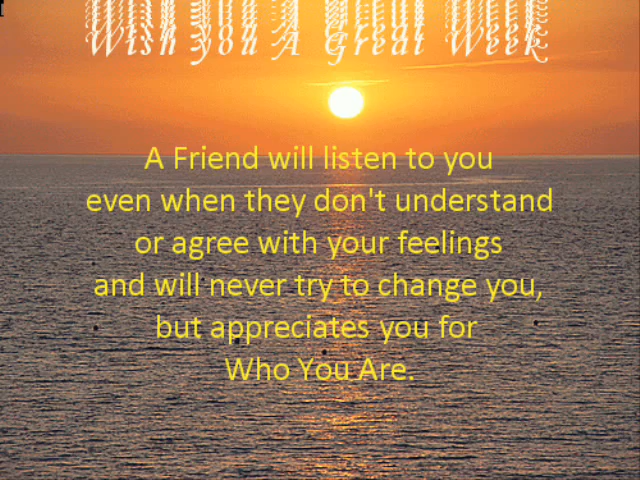 Wish you A Great Week
A Friend will listen to you
even when they don't understand
or agree with your feelings
and will never try to change you,
but appreciates you for
Who You Are.